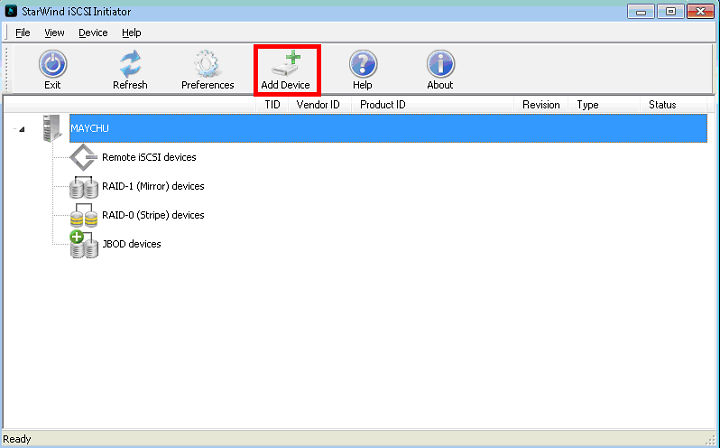 StarWind iSCSI Initiator
File View Device Help
Exit Refresh Preferences Add Device Help About
TID Vendor ID Product ID Revision Type Status
MAYCHU
Remote iSCSI devices
RAID-1 (Mirror) devices
RAID-0 (Stripe) devices
JBOD devices
Ready